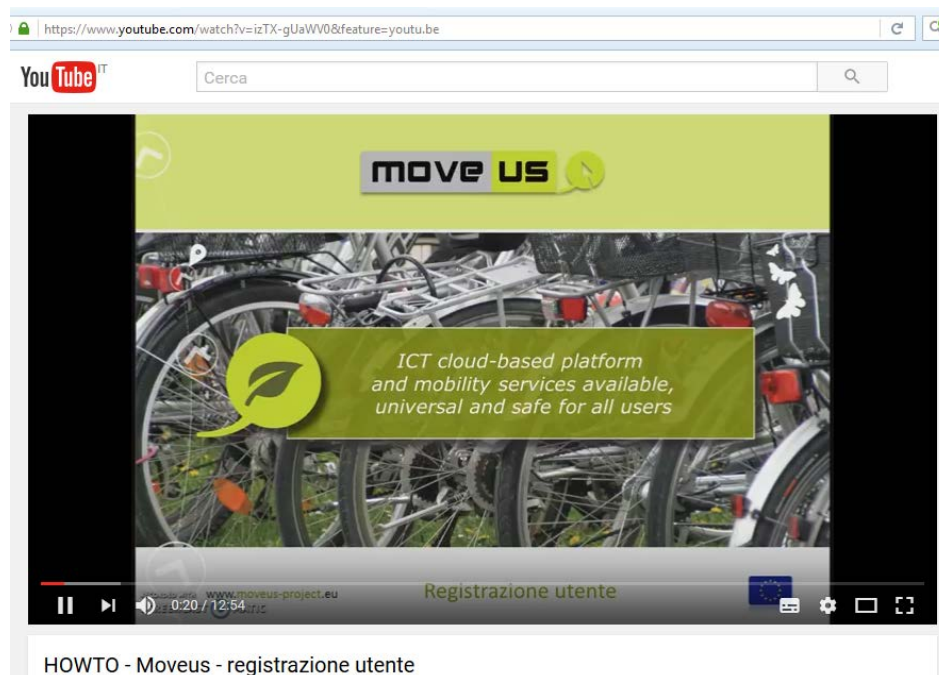 https://www.youtube.com/watch?v=izTX-gUaWV0&feature=youtu.be
YouTube IT
Cerca
move us
ICT cloud-based platform
and mobility services available,
universal and safe for all users
www.moveus-project.eu
Registrazione utente
0:20 / 12:54
HOWTO - Moveus - registrazione utente